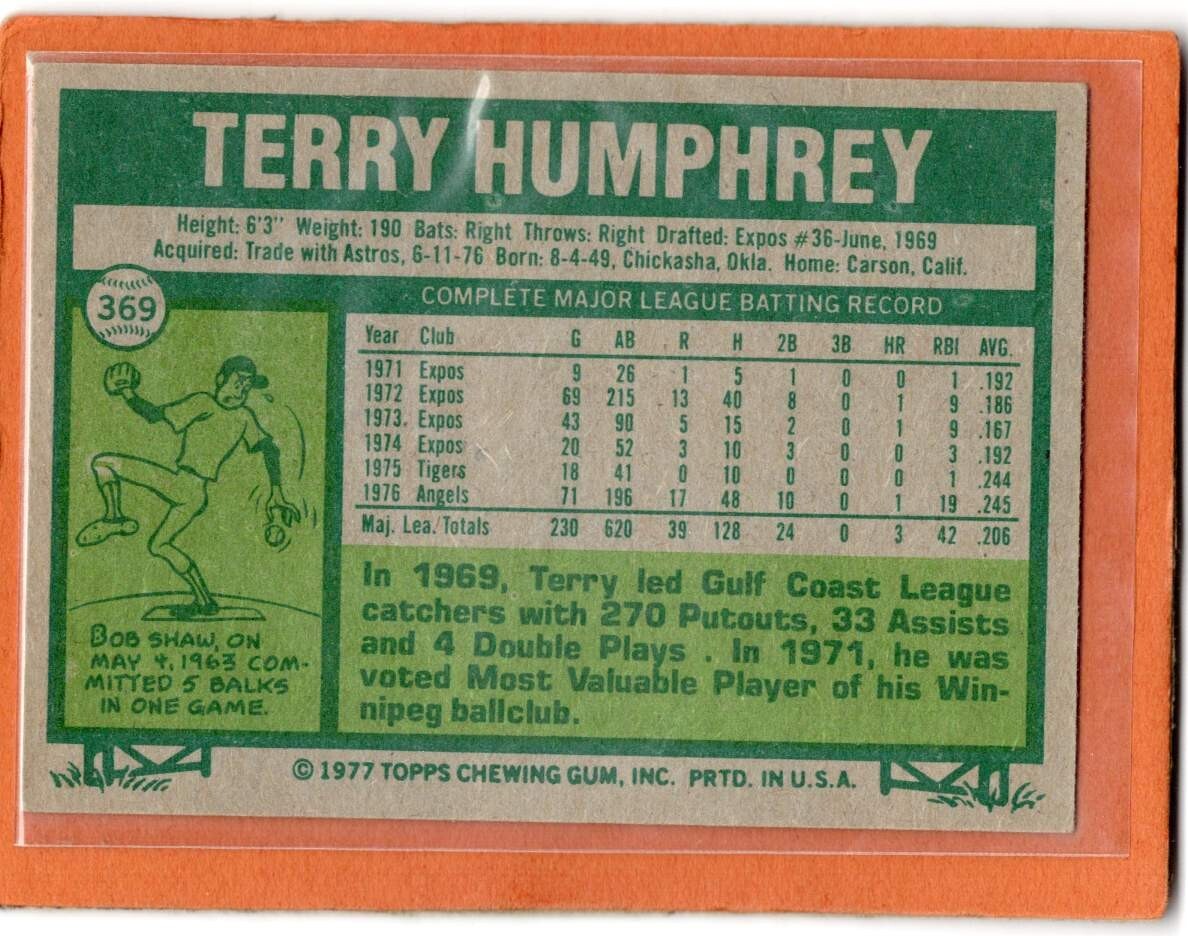 TERRY HUMPHREY
Height: 6'3" Weight: 190 Bats: Right Throws: Right Drafted: Expos #36-June, 1969
Acquired: Trade with Astros, 6-11-76 Born: 8-4-49, Chickasha, Okla. Home: Carson, Calif.
369
COMPLETE MAJOR LEAGUE BATTING RECORD
Year Club G AB R H 2B 3B HR RBI AVG.
1971 Expos 9 26 1 5 1 0 0 1 .192
1972 Expos 69 215 13 40 8 0 1 9 .186
1973. Expos 43 90 5 15 2 0 1 9 .167
1974 Expos 20 52 3 10 3 0 0 3 .192
1975 Tigers 18 41 0 10 0 0 0 1 .244
1976 Angels 71 196 17 48 10 0 1 19 .245
Maj. Lea. Totals 230 620 39 128 24 0 3 42 .206
In 1969, Terry led Gulf Coast League
catchers with 270 Putouts, 33 Assists
and 4 Double Plays . In 1971, he was
voted Most Valuable Player of his Win-
nipeg ballclub.
BOB SHAW, ON
MAY 4, 1963 COM-
MITTED 5 BALKS
IN ONE GAME.
© 1977 TOPPS CHEWING GUM, INC. PRTD. IN U.S.A.